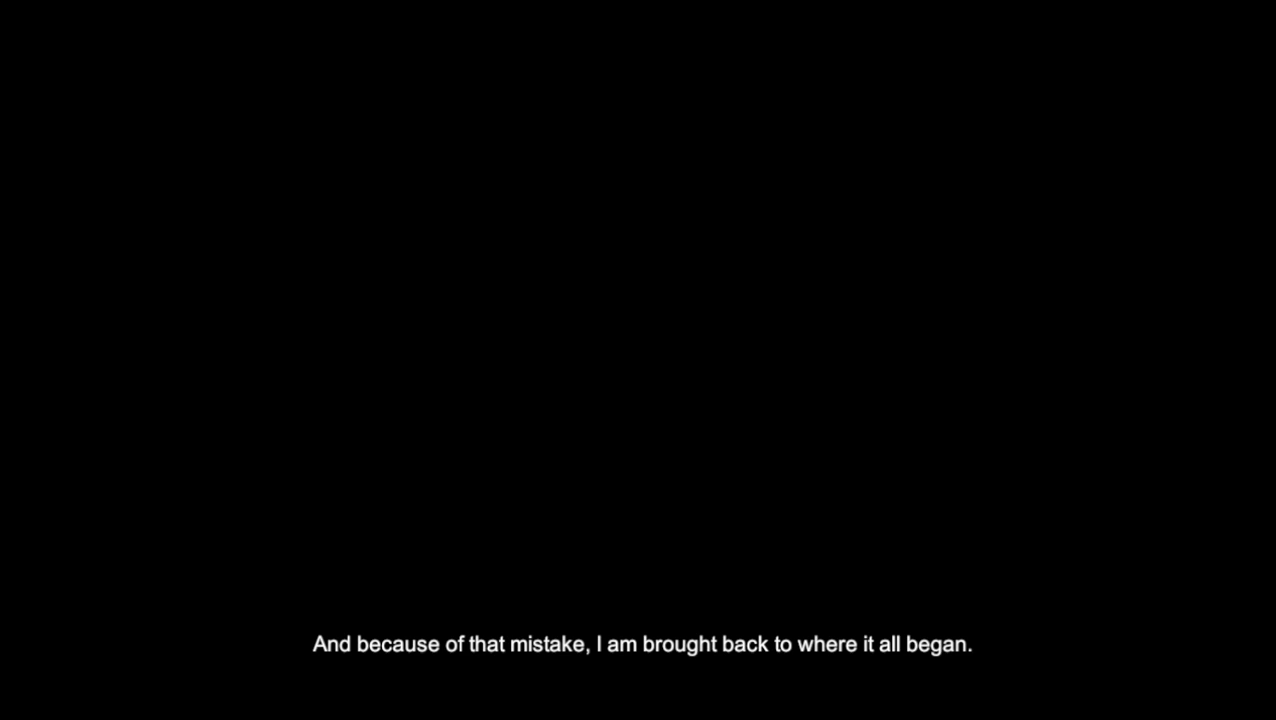 And because of that mistake, I am brought back to where it all began.